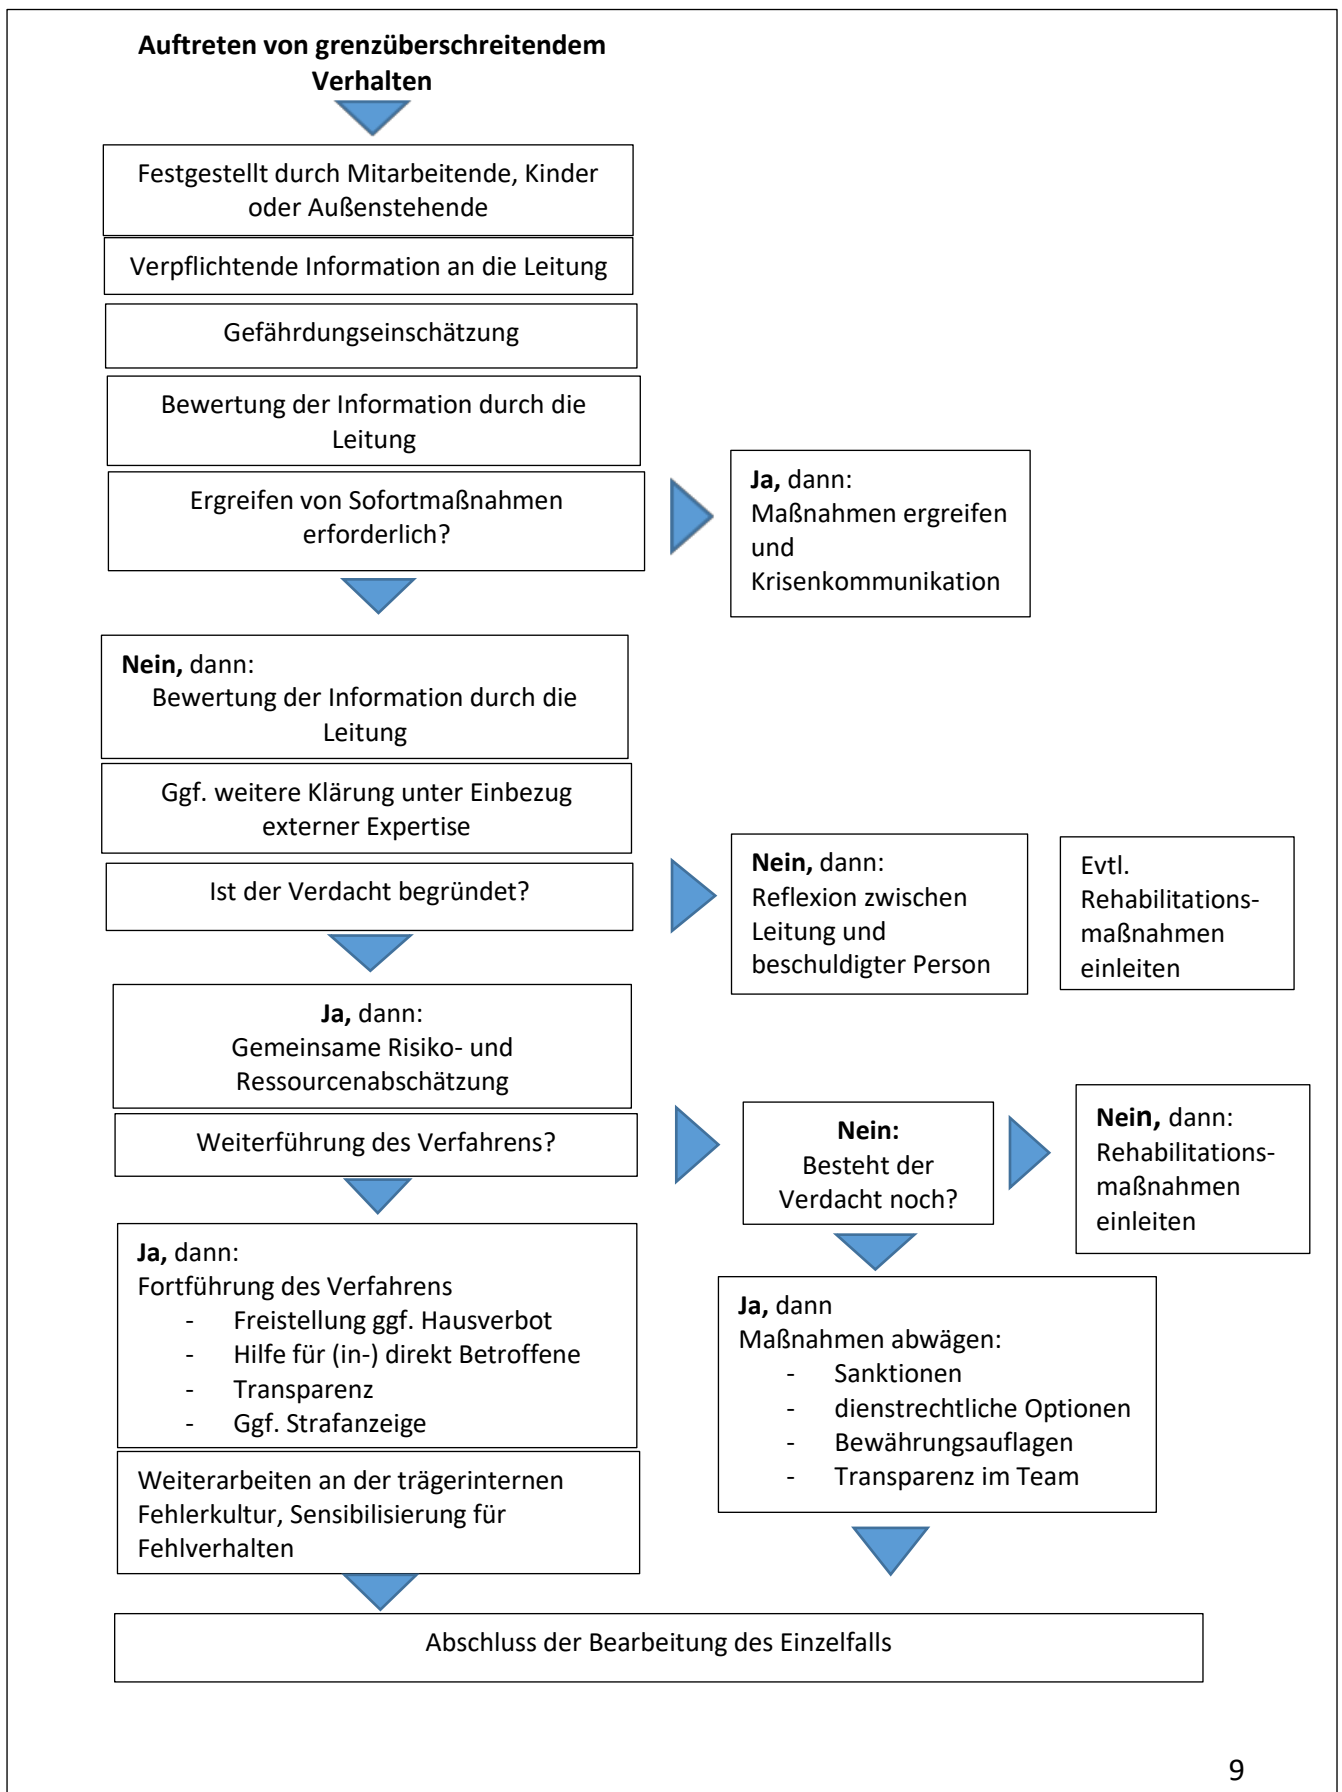 Auftreten von grenzüberschreitendem
Verhalten
Festgestellt durch Mitarbeitende, Kinder
oder Außenstehende
Verpflichtende Information an die Leitung
Gefährdungseinschätzung
Bewertung der Information durch die
Leitung
Ergreifen von Sofortmaßnahmen
erforderlich?
Ja, dann:
Maßnahmen ergreifen
und
Krisenkommunikation
Nein, dann:
Bewertung der Information durch die
Leitung
Ggf. weitere Klärung unter Einbezug
externer Expertise
Ist der Verdacht begründet?
Nein, dann:
Reflexion zwischen
Leitung und
beschuldigter Person
Evtl.
Rehabilitations-
maßnahmen
einleiten
Ja, dann:
Gemeinsame Risiko- und
Ressourcenabschätzung
Weiterführung des Verfahrens?
Nein:
Besteht der
Verdacht noch?
Nein, dann:
Rehabilitations-
maßnahmen
einleiten
Ja, dann:
Fortführung des Verfahrens
- Freistellung ggf. Hausverbot
- Hilfe für (in-) direkt Betroffene
- Transparenz
- Ggf. Strafanzeige
Ja, dann
Maßnahmen abwägen:
- Sanktionen
- dienstrechtliche Optionen
- Bewährungsauflagen
- Transparenz im Team
Weiterarbeiten an der trägerinternen
Fehlerkultur, Sensibilisierung für
Fehlverhalten
Abschluss der Bearbeitung des Einzelfalls
9